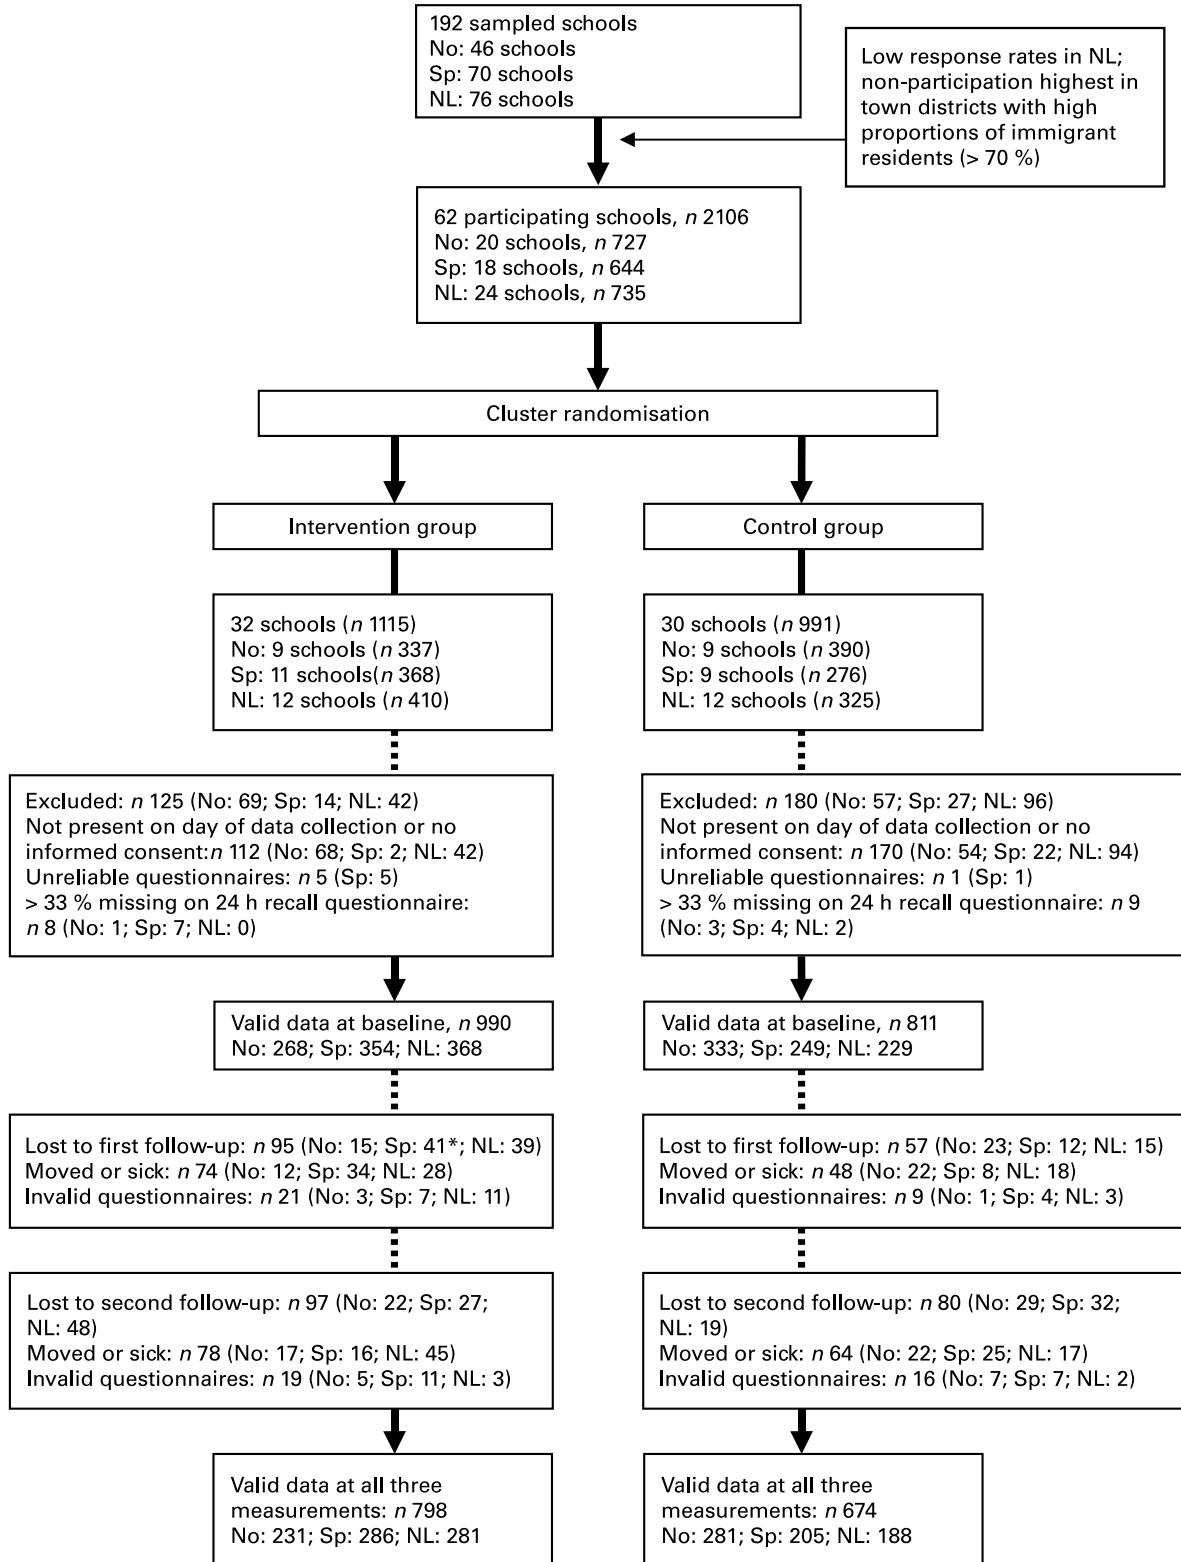 192 sampled schools
No: 46 schools
Sp: 70 schools
NL: 76 schools
Low response rates in NL;
non-participation highest in
town districts with high
proportions of immigrant
residents (> 70 %)
62 participating schools, n 2106
No: 20 schools, n 727
Sp: 18 schools, n 644
NL: 24 schools, n 735
Cluster randomisation
Intervention group
Control group
32 schools (n 1115)
No: 9 schools (n 337)
Sp: 11 schools(n 368)
NL: 12 schools (n 410)
30 schools (n 991)
No: 9 schools (n 390)
Sp: 9 schools (n 276)
NL: 12 schools (n 325)
Excluded: n 125 (No: 69; Sp: 14; NL: 42)
Not present on day of data collection or no
informed consent:n 112 (No: 68; Sp: 2; NL: 42)
Unreliable questionnaires: n 5 (Sp: 5)
> 33 % missing on 24 h recall questionnaire:
n 8 (No: 1; Sp: 7; NL: 0)
Excluded: n 180 (No: 57; Sp: 27; NL: 96)
Not present on day of data collection or no
informed consent: n 170 (No: 54; Sp: 22; NL: 94)
Unreliable questionnaires: n 1 (Sp: 1)
> 33 % missing on 24 h recall questionnaire: n 9
(No: 3; Sp: 4; NL: 2)
Valid data at baseline, n 990
No: 268; Sp: 354; NL: 368
Valid data at baseline, n 811
No: 333; Sp: 249; NL: 229
Lost to first follow-up: n 95 (No: 15; Sp: 41*; NL: 39)
Moved or sick: n 74 (No: 12; Sp: 34; NL: 28)
Invalid questionnaires: n 21 (No: 3; Sp: 7; NL: 11)
Lost to first follow-up: n 57 (No: 23; Sp: 12; NL: 15)
Moved or sick: n 48 (No: 22; Sp: 8; NL: 18)
Invalid questionnaires: n 9 (No: 1; Sp: 4; NL: 3)
Lost to second follow-up: n 97 (No: 22; Sp: 27;
NL: 48)
Moved or sick: n 78 (No: 17; Sp: 16; NL: 45)
Invalid questionnaires: n 19 (No: 5; Sp: 11; NL: 3)
Lost to second follow-up: n 80 (No: 29; Sp: 32;
NL: 19)
Moved or sick: n 64 (No: 22; Sp: 25; NL: 17)
Invalid questionnaires: n 16 (No: 7; Sp: 7; NL: 2)
Valid data at all three
measurements: n 798
No: 231; Sp: 286; NL: 281
Valid data at all three
measurements: n 674
No: 281; Sp: 205; NL: 188